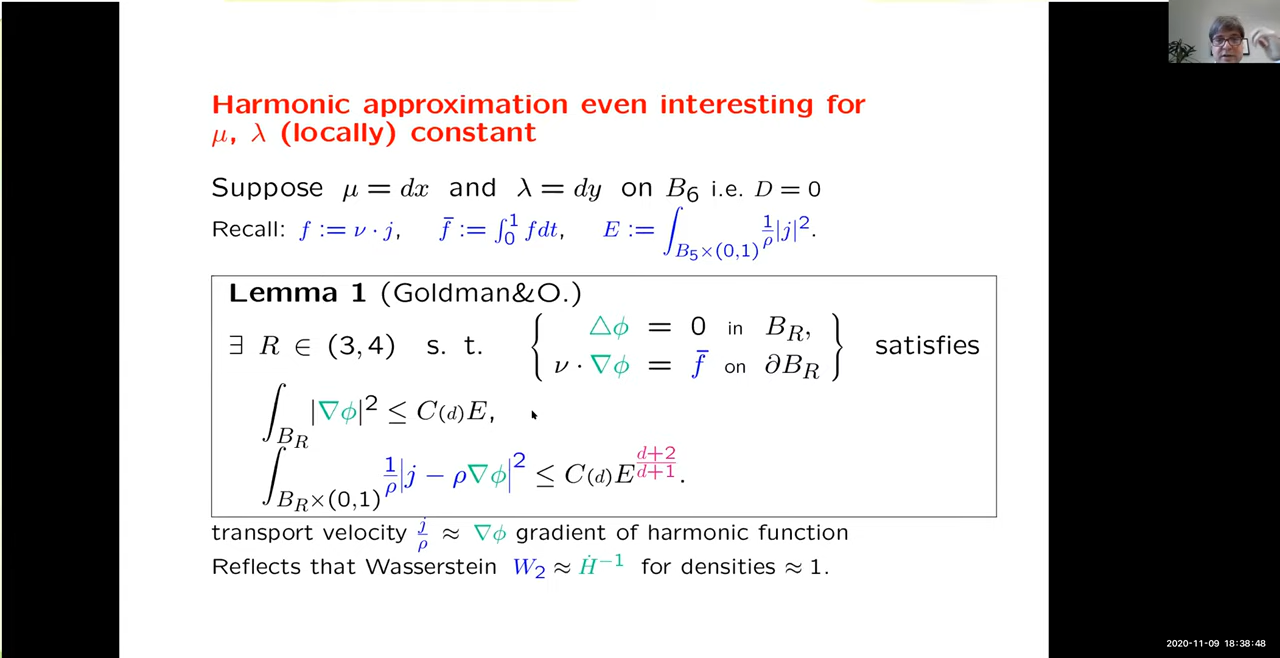 Harmonic approximation even interesting for
μ, λ (locally) constant
Suppose μ = dx and λ = dy on B₆ i.e. D = 0
Recall: f := ν · j, f̄ := ∫₀¹ f dt, E := ∫_{B₅×(0,1)} 1/ρ |j|².
Lemma 1 (Goldman&O.)
∃ R ∈ (3, 4) s. t. { △ϕ = 0 in B_R, ν · ∇ϕ = f̄ on ∂B_R } satisfies
∫_{B_R} |∇ϕ|² ≤ C(d)E,
∫_{B_R×(0,1)} 1/ρ |j − ρ∇ϕ|² ≤ C(d)E^{(d+2)/(d+1)}.
transport velocity j/ρ ≈ ∇ϕ gradient of harmonic function
Reflects that Wasserstein W₂ ≈ Ḣ⁻¹ for densities ≈ 1.
2020-11-09 18:38:48